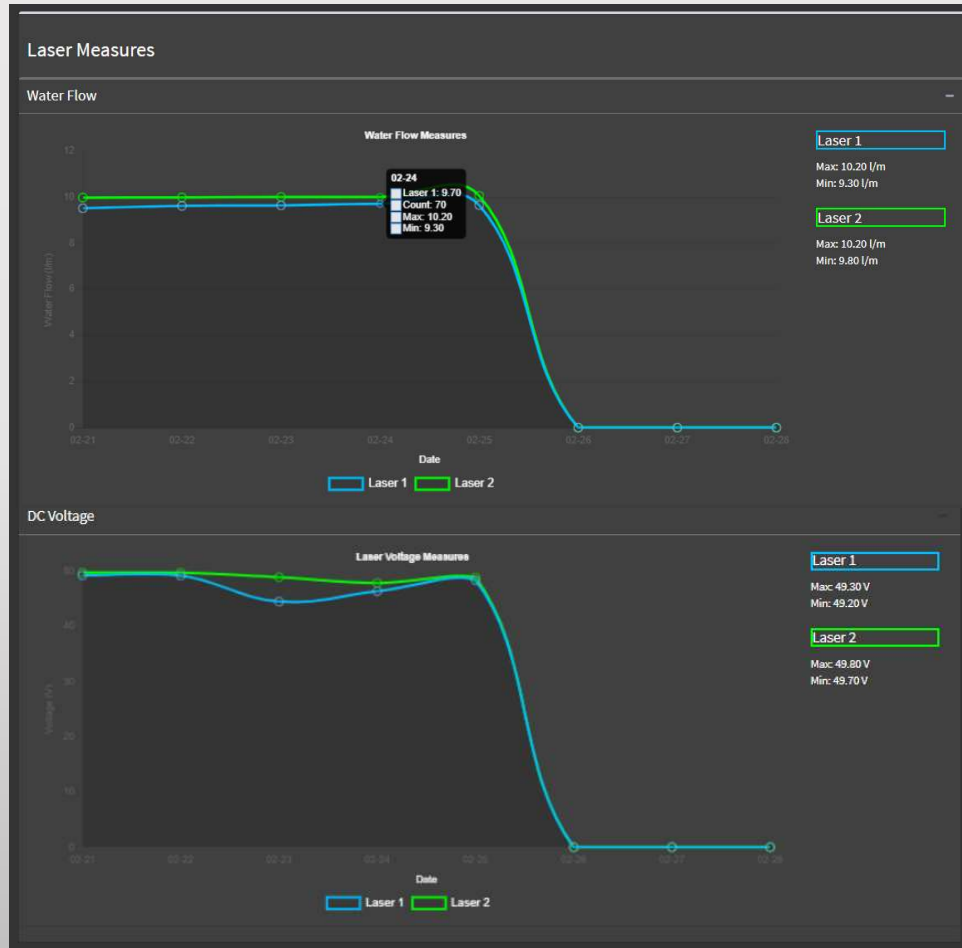 Laser Measures
Water Flow
Water Flow Measures
Laser 1
Max: 10.20 l/m
Min: 9.30 l/m
Laser 2
Max: 10.20 l/m
Min: 9.80 l/m
02-24
Laser 1: 9.70
Count: 70
Max: 10.20
Min: 9.30
12
10
8
6
4
2
0
Water Flow (l/m)
02-21 02-22 02-23 02-24 02-25 02-26 02-27 02-28
Date
Laser 1 Laser 2
DC Voltage
Laser Voltage Measures
Laser 1
Max: 49.30 V
Min: 49.20 V
Laser 2
Max: 49.80 V
Min: 49.70 V
50
40
30
20
10
0
Voltage (V)
02-21 02-22 02-23 02-24 02-25 02-26 02-27 02-28
Date
Laser 1 Laser 2